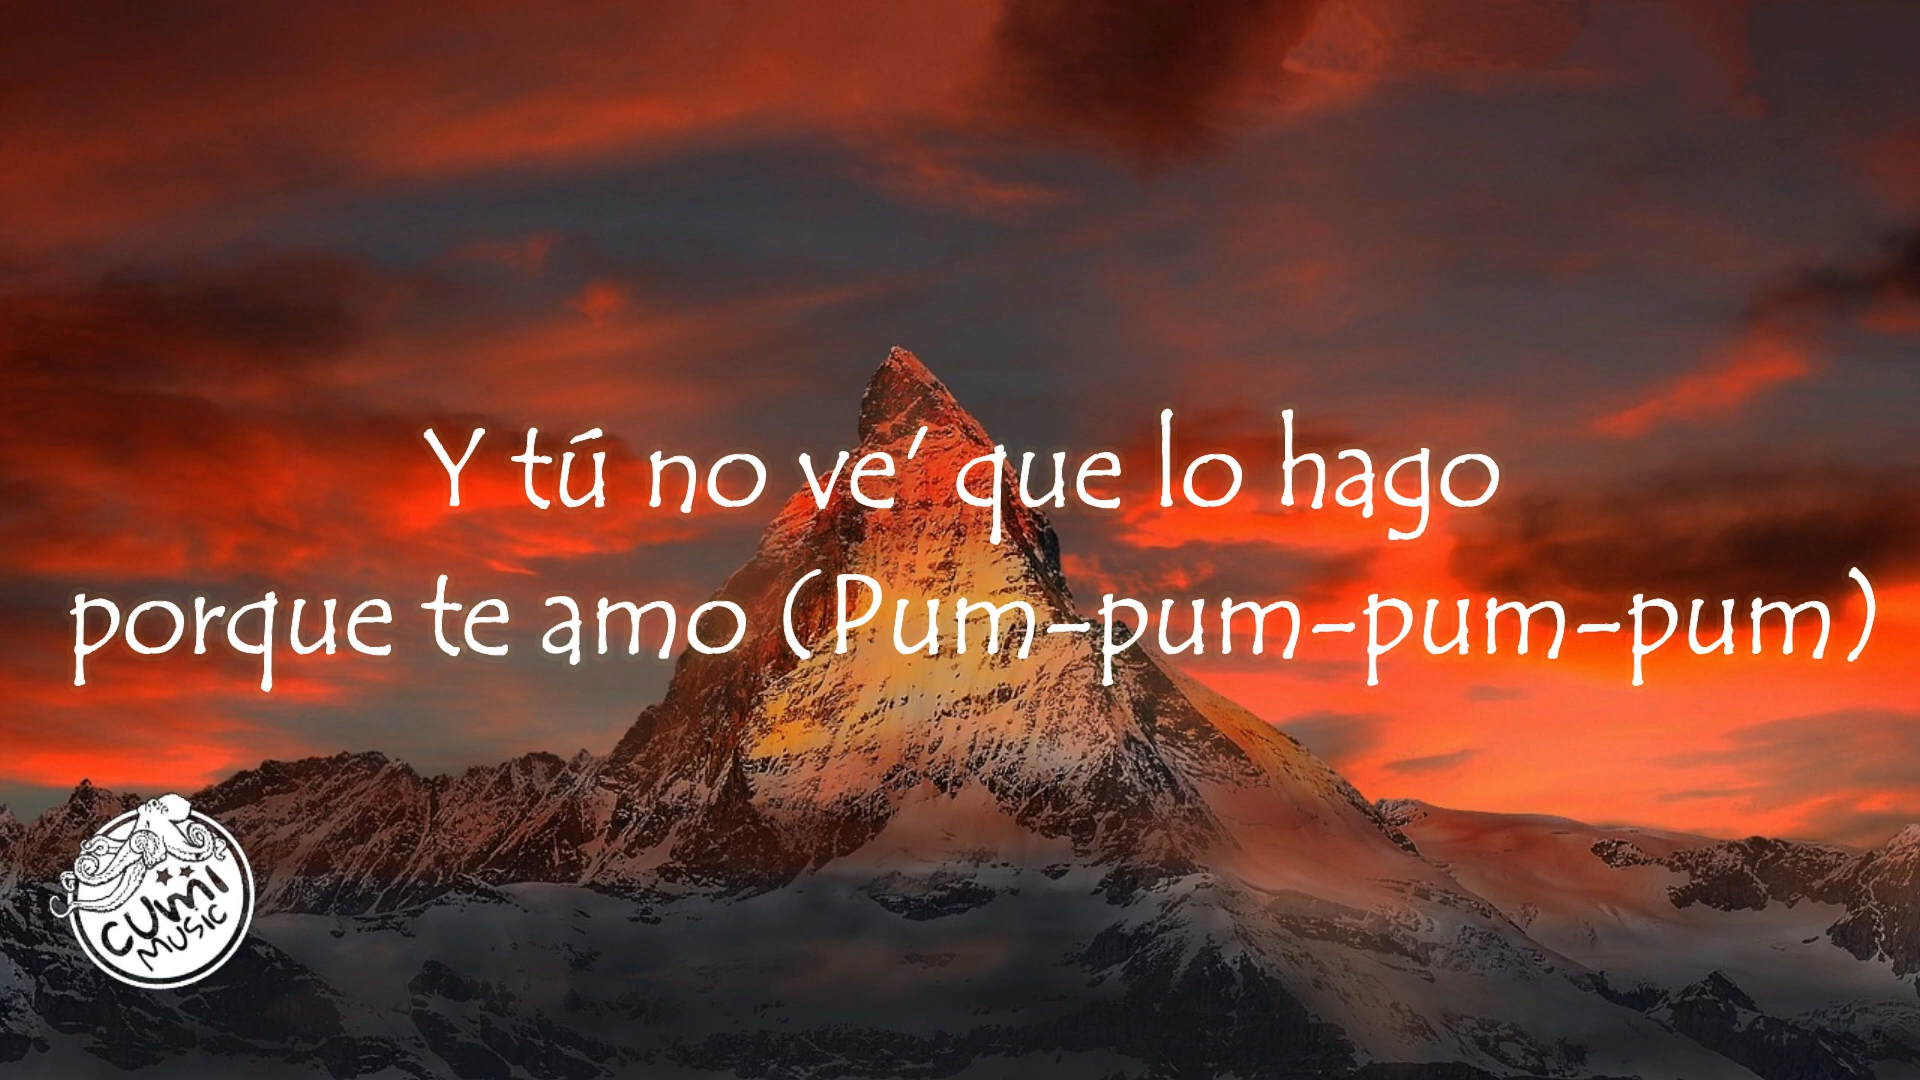 Y tú no ve' que lo hago
porque te amo (Pum-pum-pum-pum)
CUMI
MUSIC